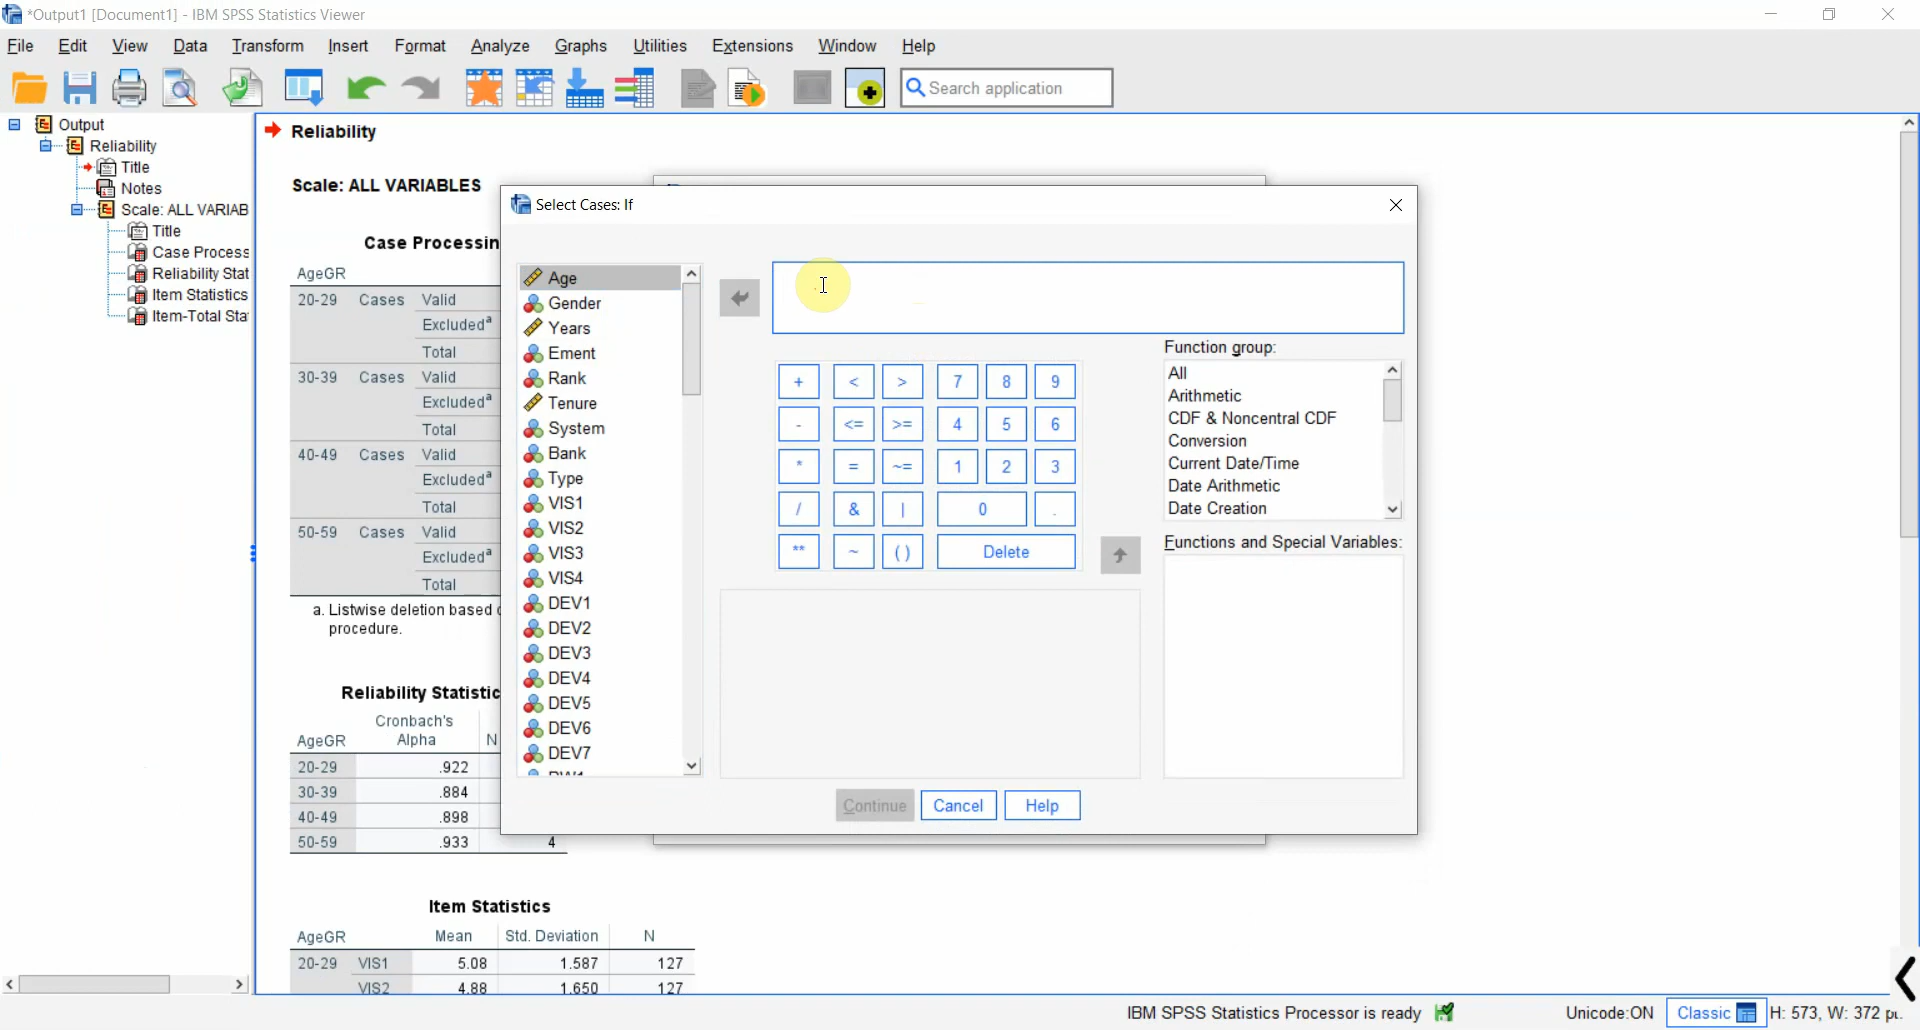 *Output1 [Document1] - IBM SPSS Statistics Viewer
File Edit View Data Transform Insert Format Analyze Graphs Utilities Extensions Window Help
Search application
Output
Reliability
Title
Notes
Scale: ALL VARIAB
Title
Case Process
Reliability Stat
Item Statistics
Item-Total Sta
Reliability
Scale: ALL VARIABLES
Case Processin
AgeGR
20-29 Cases Valid
Excludedᵃ
Total
30-39 Cases Valid
Excludedᵃ
Total
40-49 Cases Valid
Excludedᵃ
Total
50-59 Cases Valid
Excludedᵃ
Total
a. Listwise deletion based
procedure.
Reliability Statistic
AgeGR Cronbach's Alpha N
20-29 .922
30-39 .884
40-49 .898
50-59 .933 4
Item Statistics
AgeGR Mean Std. Deviation N
20-29 VIS1 5.08 1.587 127
VIS2 4.88 1.650 127
Select Cases: If
Age
Gender
Years
Ement
Rank
Tenure
System
Bank
Type
VIS1
VIS2
VIS3
VIS4
DEV1
DEV2
DEV3
DEV4
DEV5
DEV6
DEV7
+ < > 7 8 9
- <= >= 4 5 6
* = ~= 1 2 3
/ & | 0 .
** ~ () Delete
Function group:
All
Arithmetic
CDF & Noncentral CDF
Conversion
Current Date/Time
Date Arithmetic
Date Creation
Functions and Special Variables:
Continue Cancel Help
IBM SPSS Statistics Processor is ready Unicode:ON Classic H: 573, W: 372